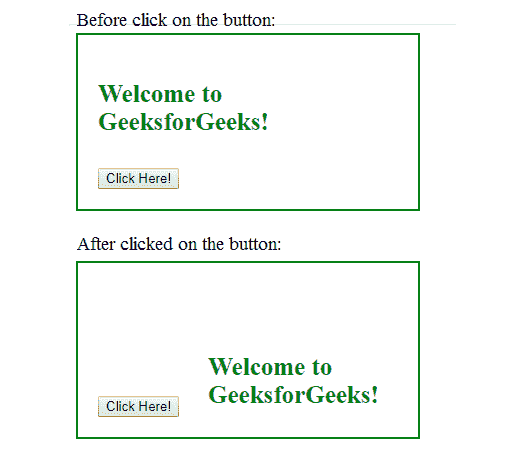 Before click on the button:
Welcome to
GeeksforGeeks!
Click Here!
After clicked on the button:
Welcome to
GeeksforGeeks!
Click Here!